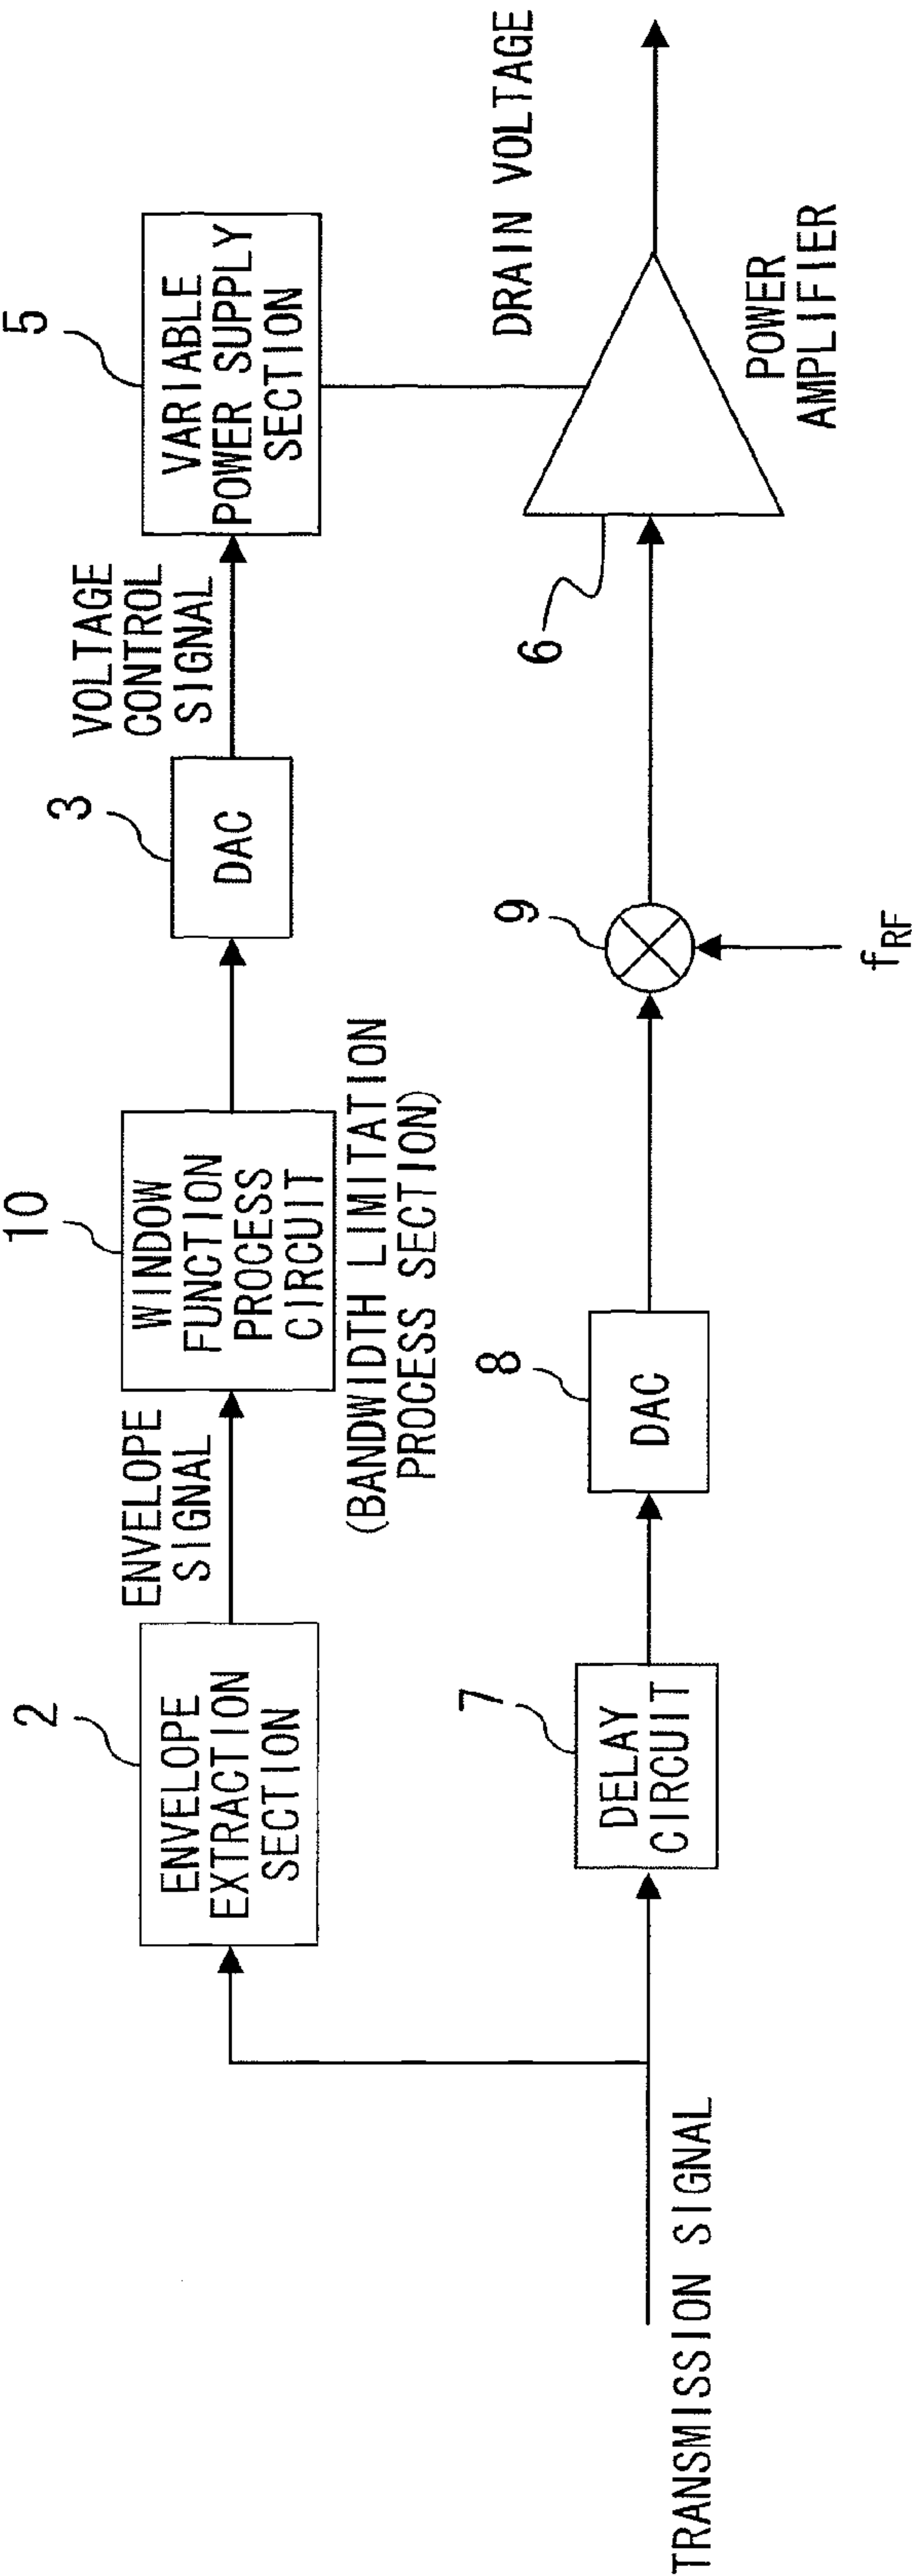 10
WINDOW
FUNCTION
PROCESS
CIRCUIT
(BANDWIDTH LIMITATION
PROCESS SECTION)
2
ENVELOPE
EXTRACTION
SECTION
ENVELOPE
SIGNAL
3
DAC
VOLTAGE
CONTROL
SIGNAL
5
VARIABLE
POWER SUPPLY
SECTION
DRAIN VOLTAGE
TRANSMISSION SIGNAL
7
DELAY
CIRCUIT
8
DAC
9
fRF
6
POWER
AMPLIFIER